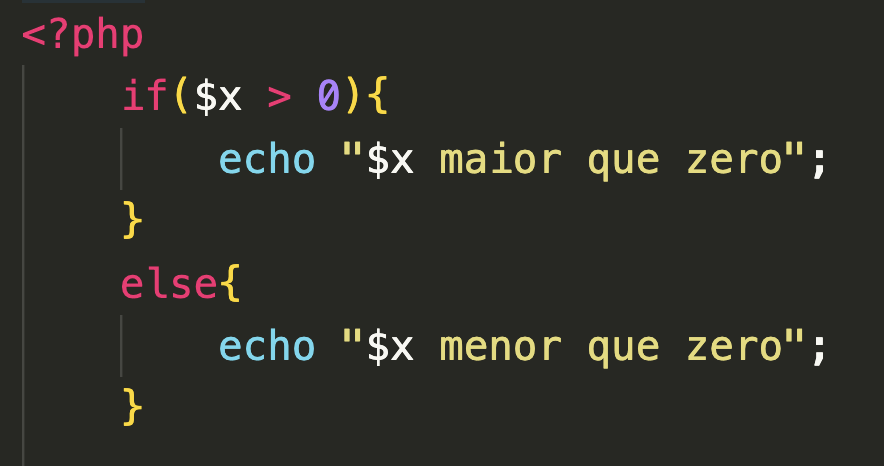 <?php
if($x > 0){
echo "$x maior que zero";
}
else{
echo "$x menor que zero";
}